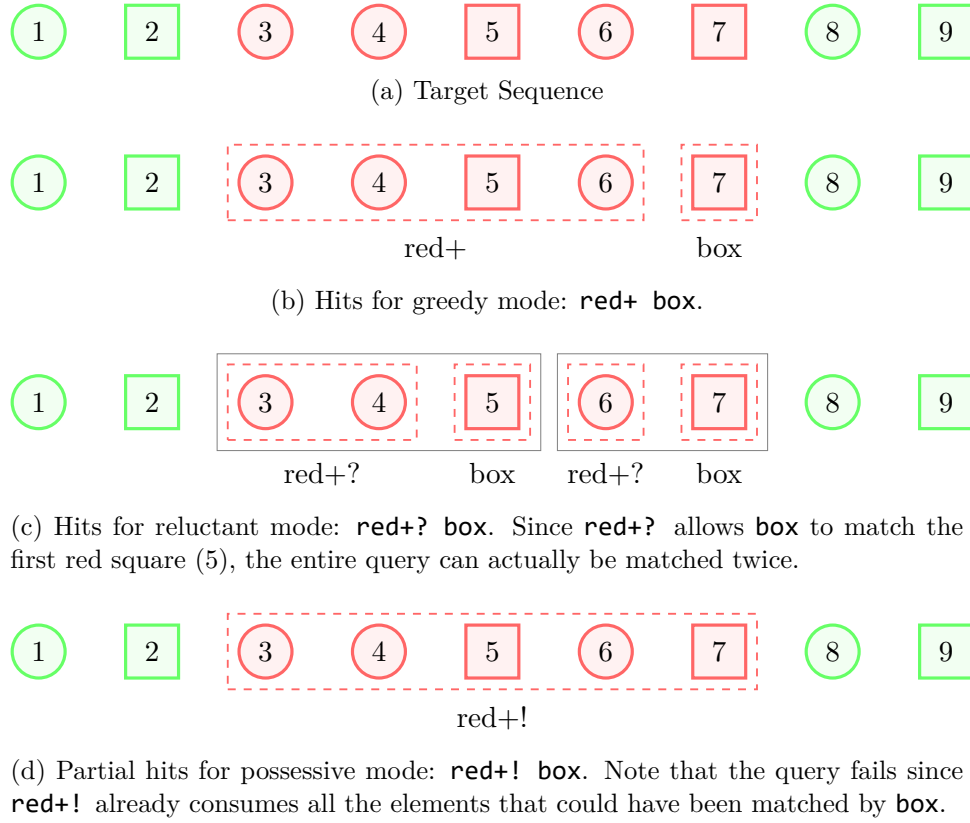 1 2 3 4 5 6 7 8 9
(a) Target Sequence
1 2 3 4 5 6 7 8 9
red+ box
(b) Hits for greedy mode: red+ box.
1 2 3 4 5 6 7 8 9
red+? box red+? box
(c) Hits for reluctant mode: red+? box. Since red+? allows box to match the
first red square (5), the entire query can actually be matched twice.
1 2 3 4 5 6 7 8 9
red+!
(d) Partial hits for possessive mode: red+! box. Note that the query fails since
red+! already consumes all the elements that could have been matched by box.